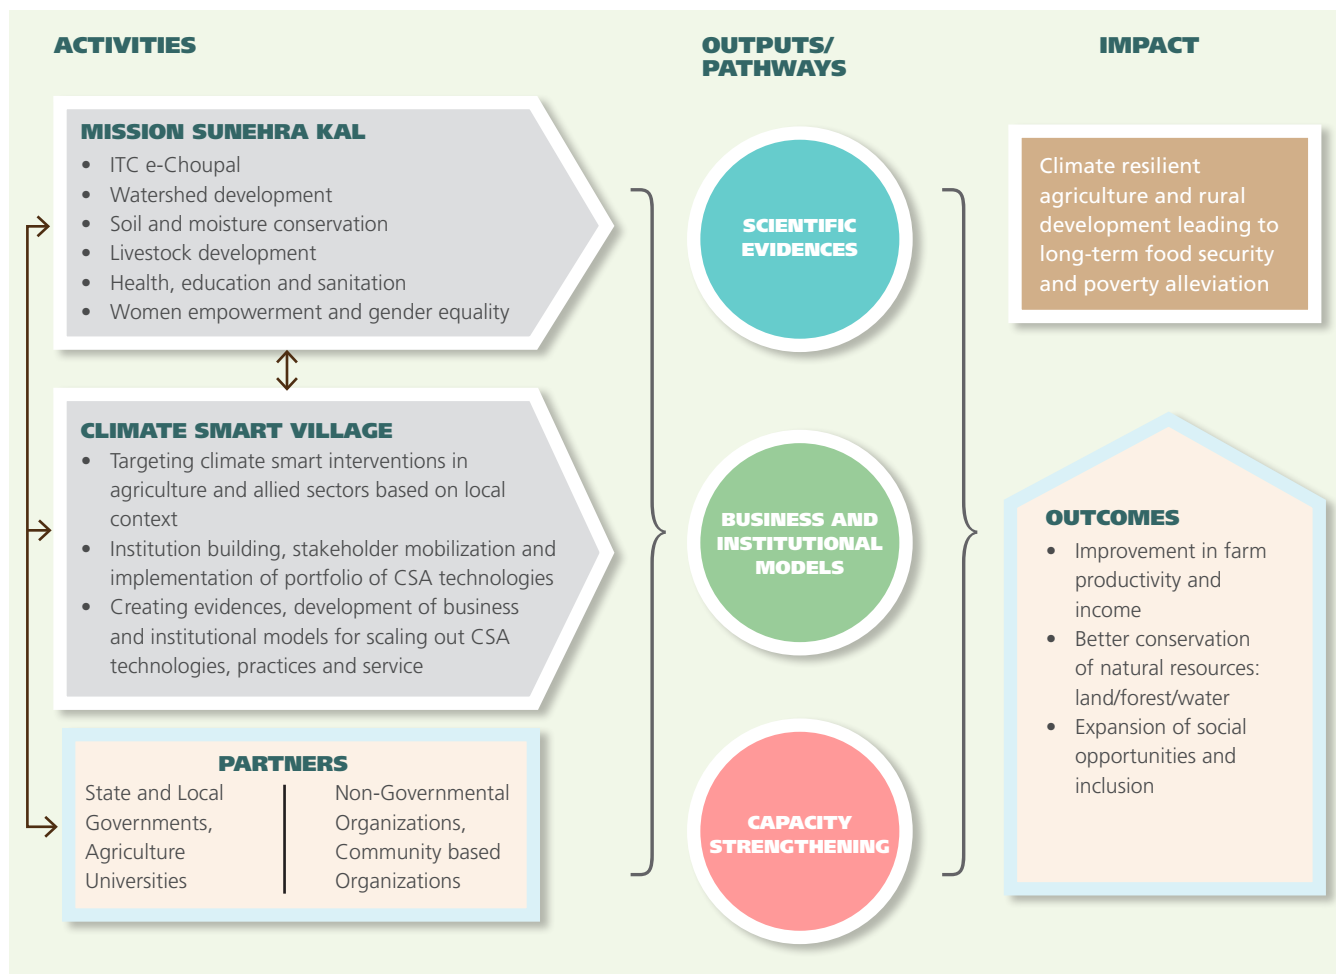 ACTIVITIES
MISSION SUNEHRA KAL
• ITC e-Choupal
• Watershed development
• Soil and moisture conservation
• Livestock development
• Health, education and sanitation
• Women empowerment and gender equality
CLIMATE SMART VILLAGE
• Targeting climate smart interventions in
agriculture and allied sectors based on local
context
• Institution building, stakeholder mobilization and
implementation of portfolio of CSA technologies
• Creating evidences, development of business
and institutional models for scaling out CSA
technologies, practices and service
PARTNERS
State and Local
Governments,
Agriculture
Universities
Non-Governmental
Organizations,
Community based
Organizations
OUTPUTS/
PATHWAYS
SCIENTIFIC
EVIDENCES
BUSINESS AND
INSTITUTIONAL
MODELS
CAPACITY
STRENGTHENING
IMPACT
Climate resilient
agriculture and rural
development leading to
long-term food security
and poverty alleviation
OUTCOMES
• Improvement in farm
productivity and
income
• Better conservation
of natural resources:
land/forest/water
• Expansion of social
opportunities and
inclusion